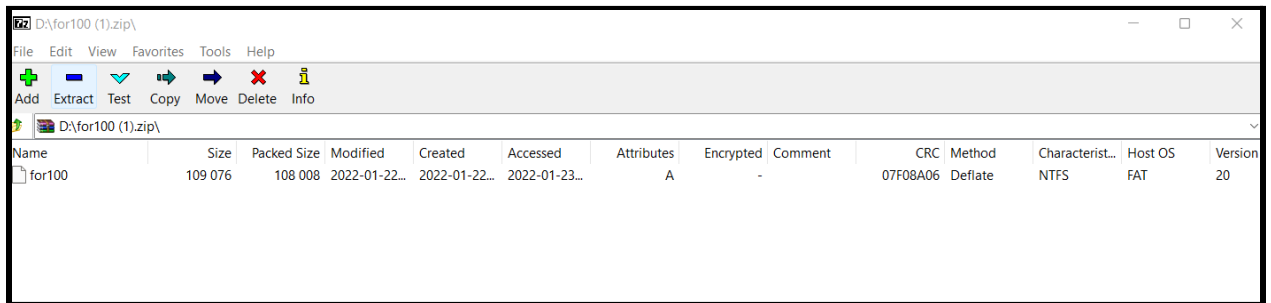 7z D:\for100 (1).zip\
File Edit View Favorites Tools Help
Add Extract Test Copy Move Delete Info
D:\for100 (1).zip\
Name Size Packed Size Modified Created Accessed Attributes Encrypted Comment CRC Method Characterist... Host OS Version
for100 109 076 108 008 2022-01-22... 2022-01-22... 2022-01-23... A - 07F08A06 Deflate NTFS FAT 20